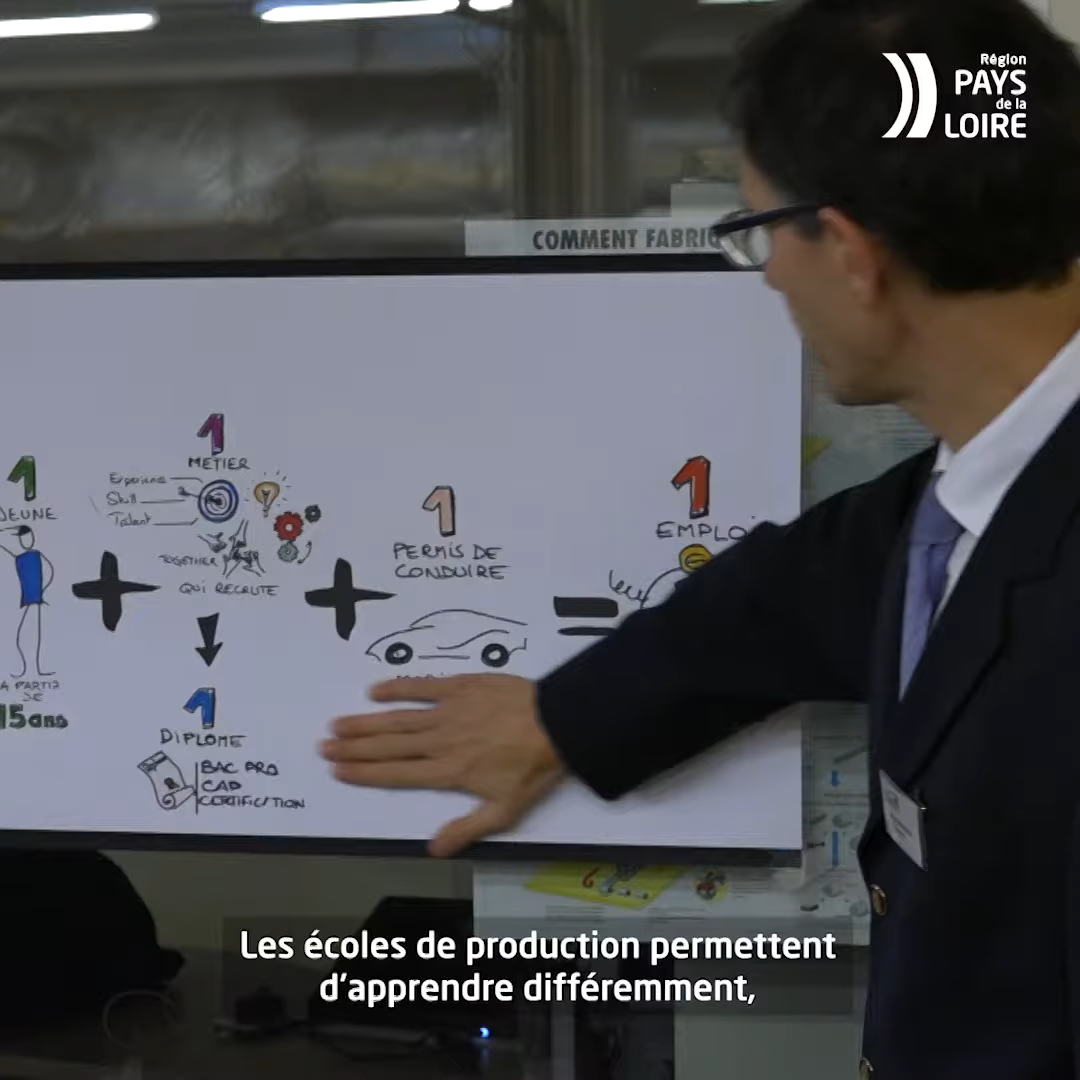 Région
PAYS
de la
LOIRE
COMMENT FABRIQ
1
JEUNE
A PARTIR
DE
15ans
1
METIER
Experience
Skill
Talent
TOGETHER
QUI RECRUTE
1
DIPLOME
BAC PRO
CAP
CERTIFICATION
1
PERMIS DE
CONDUIRE
1
EMPLOI
Les écoles de production permettent
d'apprendre différemment,